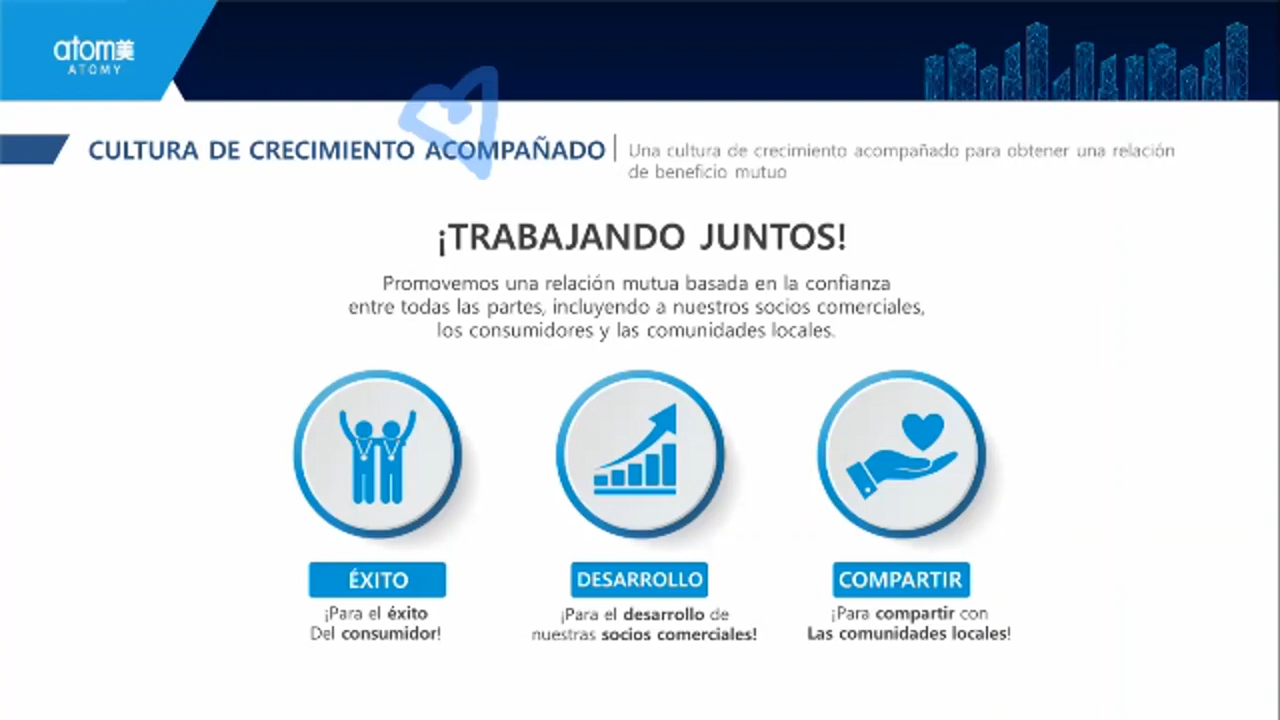 atom美
ATOMY
CULTURA DE CRECIMIENTO ACOMPAÑADO
Una cultura de crecimiento acompañado para obtener una relación
de beneficio mutuo
¡TRABAJANDO JUNTOS!
Promovemos una relación mutua basada en la confianza
entre todas las partes, incluyendo a nuestros socios comerciales,
los consumidores y las comunidades locales.
ÉXITO
¡Para el éxito
Del consumidor!
DESARROLLO
¡Para el desarrollo de
nuestras socios comerciales!
COMPARTIR
¡Para compartir con
Las comunidades locales!